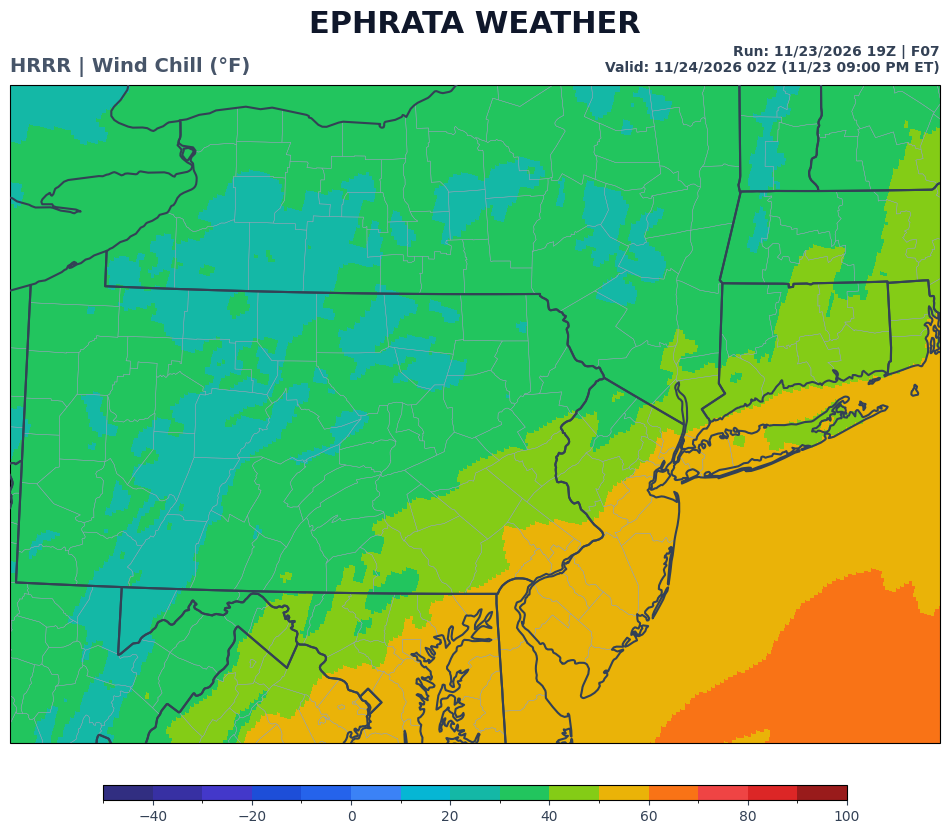 EPHRATA WEATHER
HRRR | Wind Chill (°F)
Run: 11/23/2026 19Z | F07
Valid: 11/24/2026 02Z (11/23 09:00 PM ET)
−40 −20 0 20 40 60 80 100